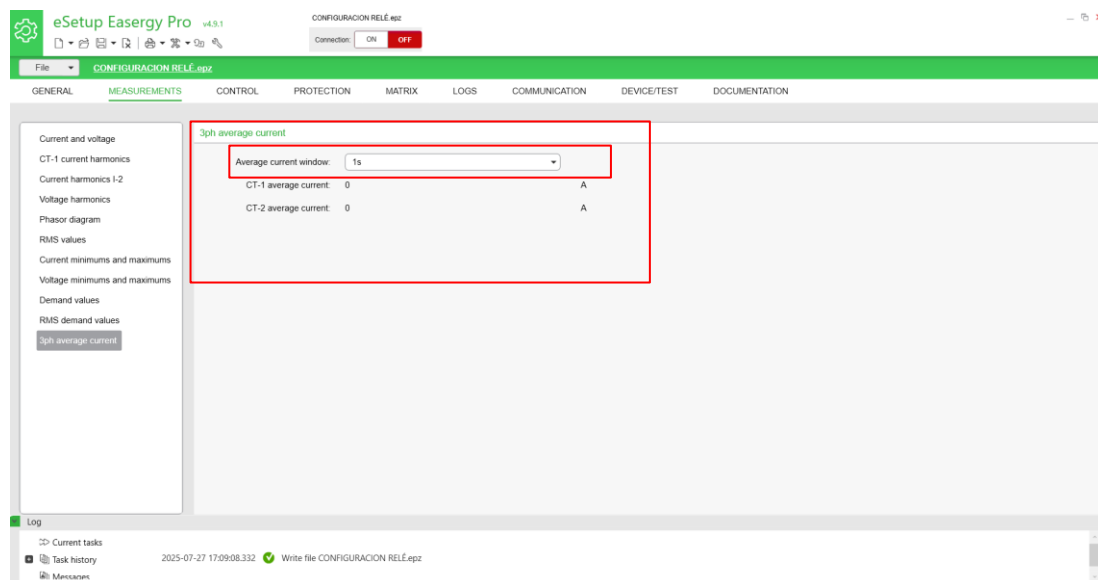 eSetup Easergy Pro v4.9.1
CONFIGURACION RELÉ.epz
Connection: ON OFF
File CONFIGURACION RELÉ.epz
GENERAL MEASUREMENTS CONTROL PROTECTION MATRIX LOGS COMMUNICATION DEVICE/TEST DOCUMENTATION
Current and voltage
CT-1 current harmonics
Current harmonics I-2
Voltage harmonics
Phasor diagram
RMS values
Current minimums and maximums
Voltage minimums and maximums
Demand values
RMS demand values
3ph average current
3ph average current
Average current window: 1s
CT-1 average current: 0 A
CT-2 average current: 0 A
Log
Current tasks
Task history
Messages
2025-07-27 17:09:08.332 Write file CONFIGURACION RELÉ.epz